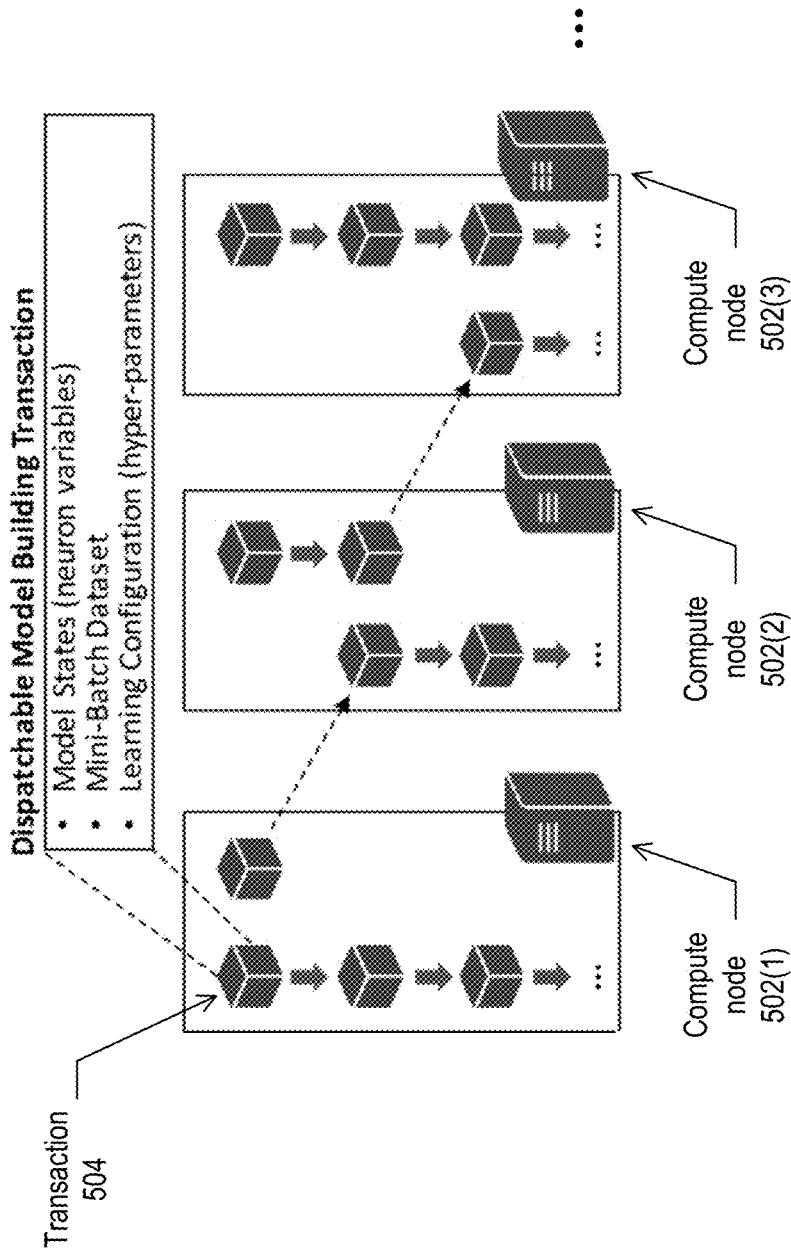 Dispatchable Model Building Transaction
• Model States (neuron variables)
• Mini-Batch Dataset
• Learning Configuration (hyper-parameters)
Transaction
504
...
...
...
...
...
...
Compute
node
502(1)
Compute
node
502(2)
Compute
node
502(3)